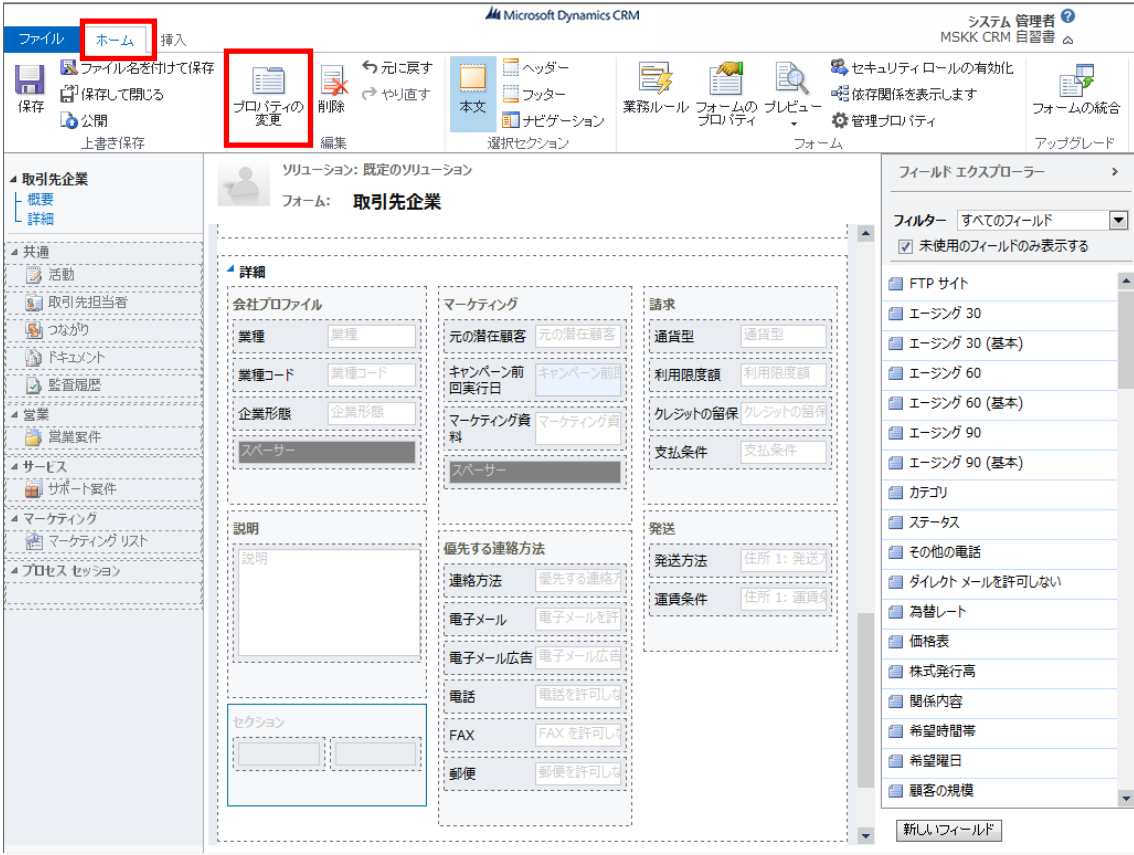 Microsoft Dynamics CRM
システム 管理者
MSKK CRM 自習書
ファイル
ホーム
挿入
保存
ファイル名を付けて保存
保存して閉じる
公開
上書き保存
プロパティの
変更
削除
元に戻す
やり直す
編集
本文
ヘッダー
フッター
ナビゲーション
選択セクション
業務ルール
フォームの
プロパティ
プレビュー
セキュリティ ロールの有効化
依存関係を表示します
管理プロパティ
フォーム
フォームの統合
アップグレード
取引先企業
概要
詳細
共通
活動
取引先担当者
つながり
ドキュメント
監査履歴
営業
営業案件
サービス
サポート案件
マーケティング
マーケティング リスト
プロセス セッション
ソリューション: 既定のソリューション
フォーム: 取引先企業
詳細
会社プロファイル
業種 業種
業種コード 業種コード
企業形態 企業形態
スペーサー
説明
説明
セクション
マーケティング
元の潜在顧客 元の潜在顧客
キャンペーン前
回実行日
キャンペーン前回
マーケティング資
料
マーケティング資
スペーサー
優先する連絡方法
連絡方法 優先する連絡方
電子メール 電子メールを許
電子メール広告 電子メール広告
電話 電話を許可しな
FAX FAX を許可しな
郵便 郵便を許可しな
請求
通貨型 通貨型
利用限度額 利用限度額
クレジットの留保 クレジットの留保
支払条件 支払条件
発送
発送方法 住所 1: 発送方
運賃条件 住所 1: 運賃条
フィールド エクスプローラー
フィルター すべてのフィールド
未使用のフィールドのみ表示する
FTP サイト
エージング 30
エージング 30 (基本)
エージング 60
エージング 60 (基本)
エージング 90
エージング 90 (基本)
カテゴリ
ステータス
その他の電話
ダイレクト メールを許可しない
為替レート
価格表
株式発行高
関係内容
希望時間帯
希望曜日
顧客の規模
新しいフィールド